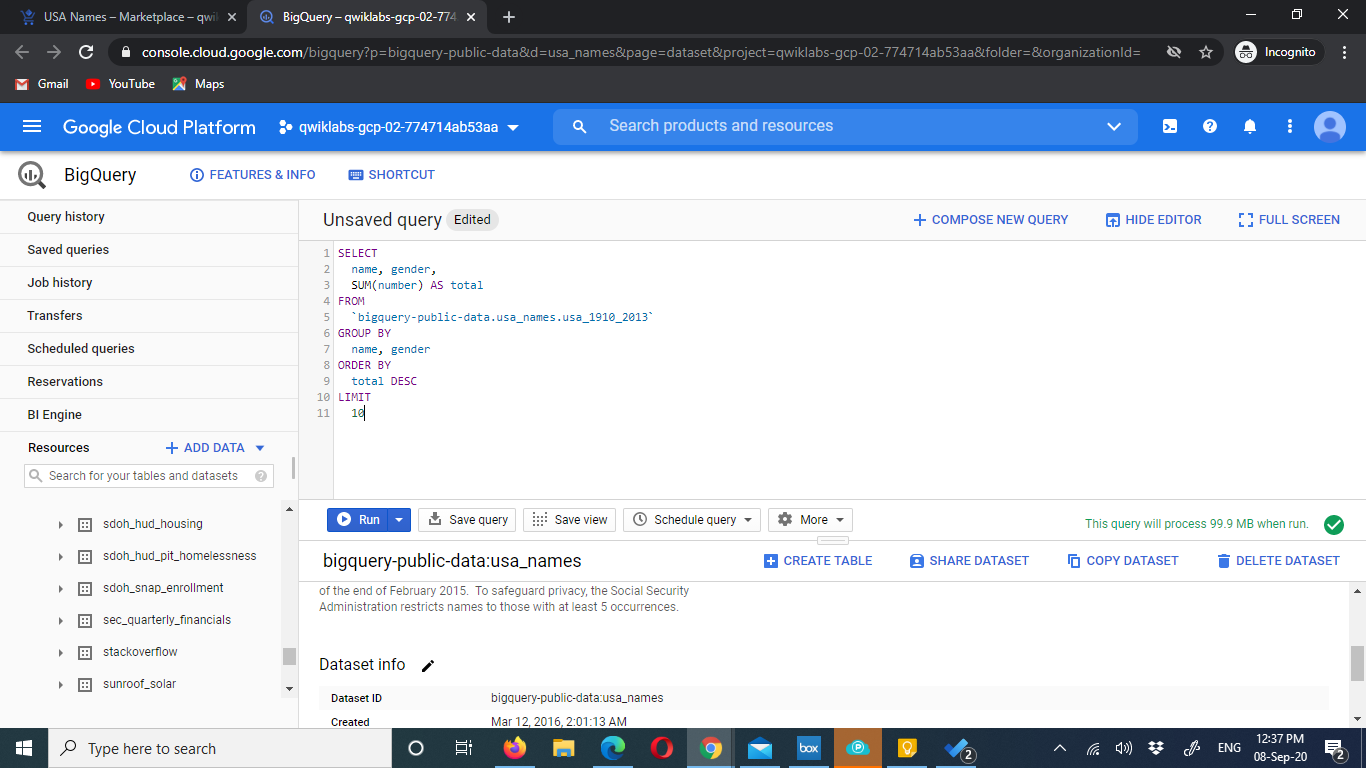 USA Names – Marketplace – qwi
BigQuery – qwiklabs-gcp-02-774
console.cloud.google.com/bigquery?p=bigquery-public-data&d=usa_names&page=dataset&project=qwiklabs-gcp-02-774714ab53aa&folder=&organizationId=
Incognito
Gmail
YouTube
Maps
Google Cloud Platform
qwiklabs-gcp-02-774714ab53aa
Search products and resources
BigQuery
FEATURES & INFO
SHORTCUT
Query history
Saved queries
Job history
Transfers
Scheduled queries
Reservations
BI Engine
Resources
ADD DATA
Search for your tables and datasets
sdoh_hud_housing
sdoh_hud_pit_homelessness
sdoh_snap_enrollment
sec_quarterly_financials
stackoverflow
sunroof_solar
Unsaved query Edited
COMPOSE NEW QUERY
HIDE EDITOR
FULL SCREEN
1 SELECT
2 name, gender,
3 SUM(number) AS total
4 FROM
5 `bigquery-public-data.usa_names.usa_1910_2013`
6 GROUP BY
7 name, gender
8 ORDER BY
9 total DESC
10 LIMIT
11 10
Run
Save query
Save view
Schedule query
More
This query will process 99.9 MB when run.
bigquery-public-data:usa_names
CREATE TABLE
SHARE DATASET
COPY DATASET
DELETE DATASET
of the end of February 2015. To safeguard privacy, the Social Security
Administration restricts names to those with at least 5 occurrences.
Dataset info
Dataset ID bigquery-public-data:usa_names
Created Mar 12, 2016, 2:01:13 AM
Type here to search
box
2
ENG
12:37 PM
08-Sep-20
2